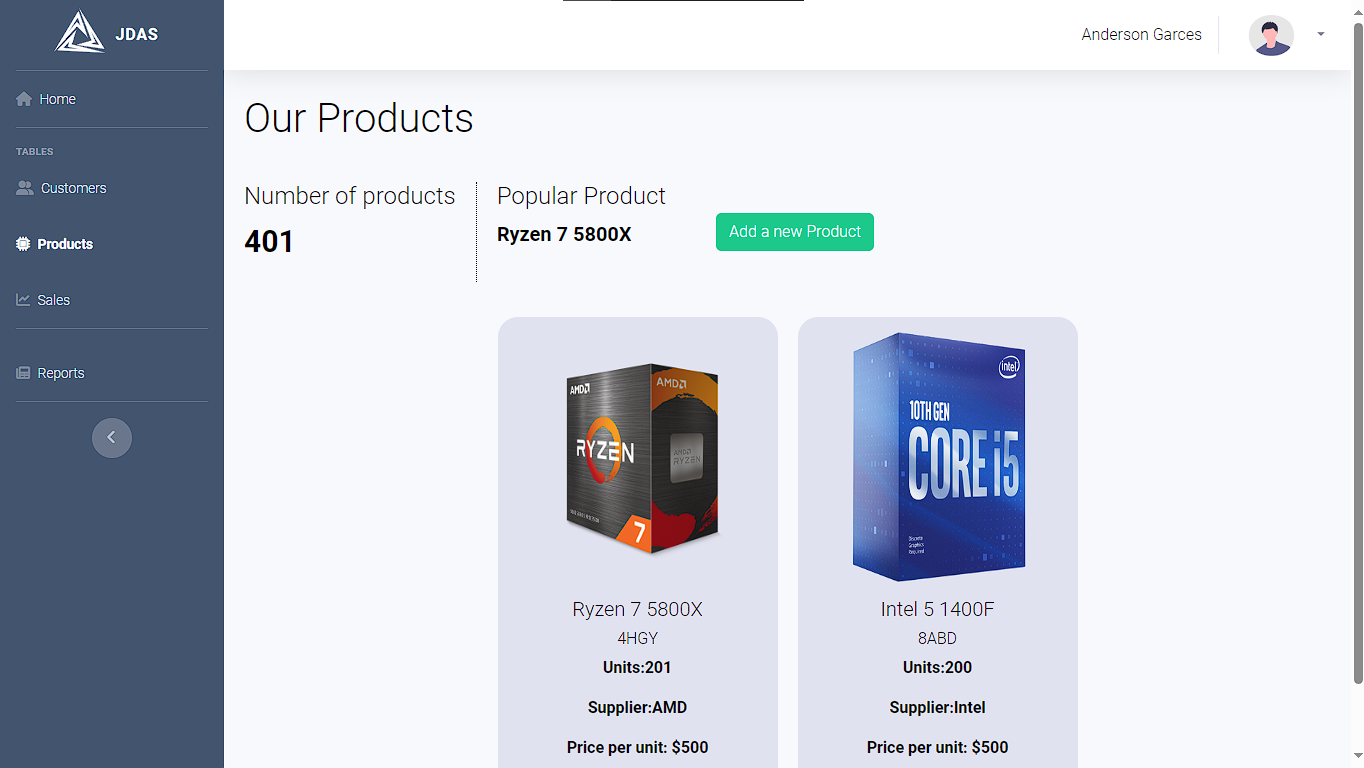 JDAS
Anderson Garces
Home
TABLES
Customers
Products
Sales
Reports
Our Products
Number of products
401
Popular Product
Ryzen 7 5800X
Add a new Product
AMD
RYZEN
7
AMD
AMD
RYZEN
Ryzen 7 5800X
4HGY
Units:201
Supplier:AMD
Price per unit: $500
intel
10TH GEN
CORE i5
Discrete
Graphics
Required
Intel 5 1400F
8ABD
Units:200
Supplier:Intel
Price per unit: $500